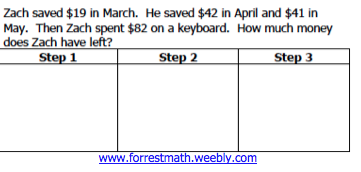 Zach saved $19 in March.  He saved $42 in April and $41 in
May.  Then Zach spent $82 on a keyboard.  How much money
does Zach have left?
Step 1 Step 2 Step 3
www.forrestmath.weebly.com